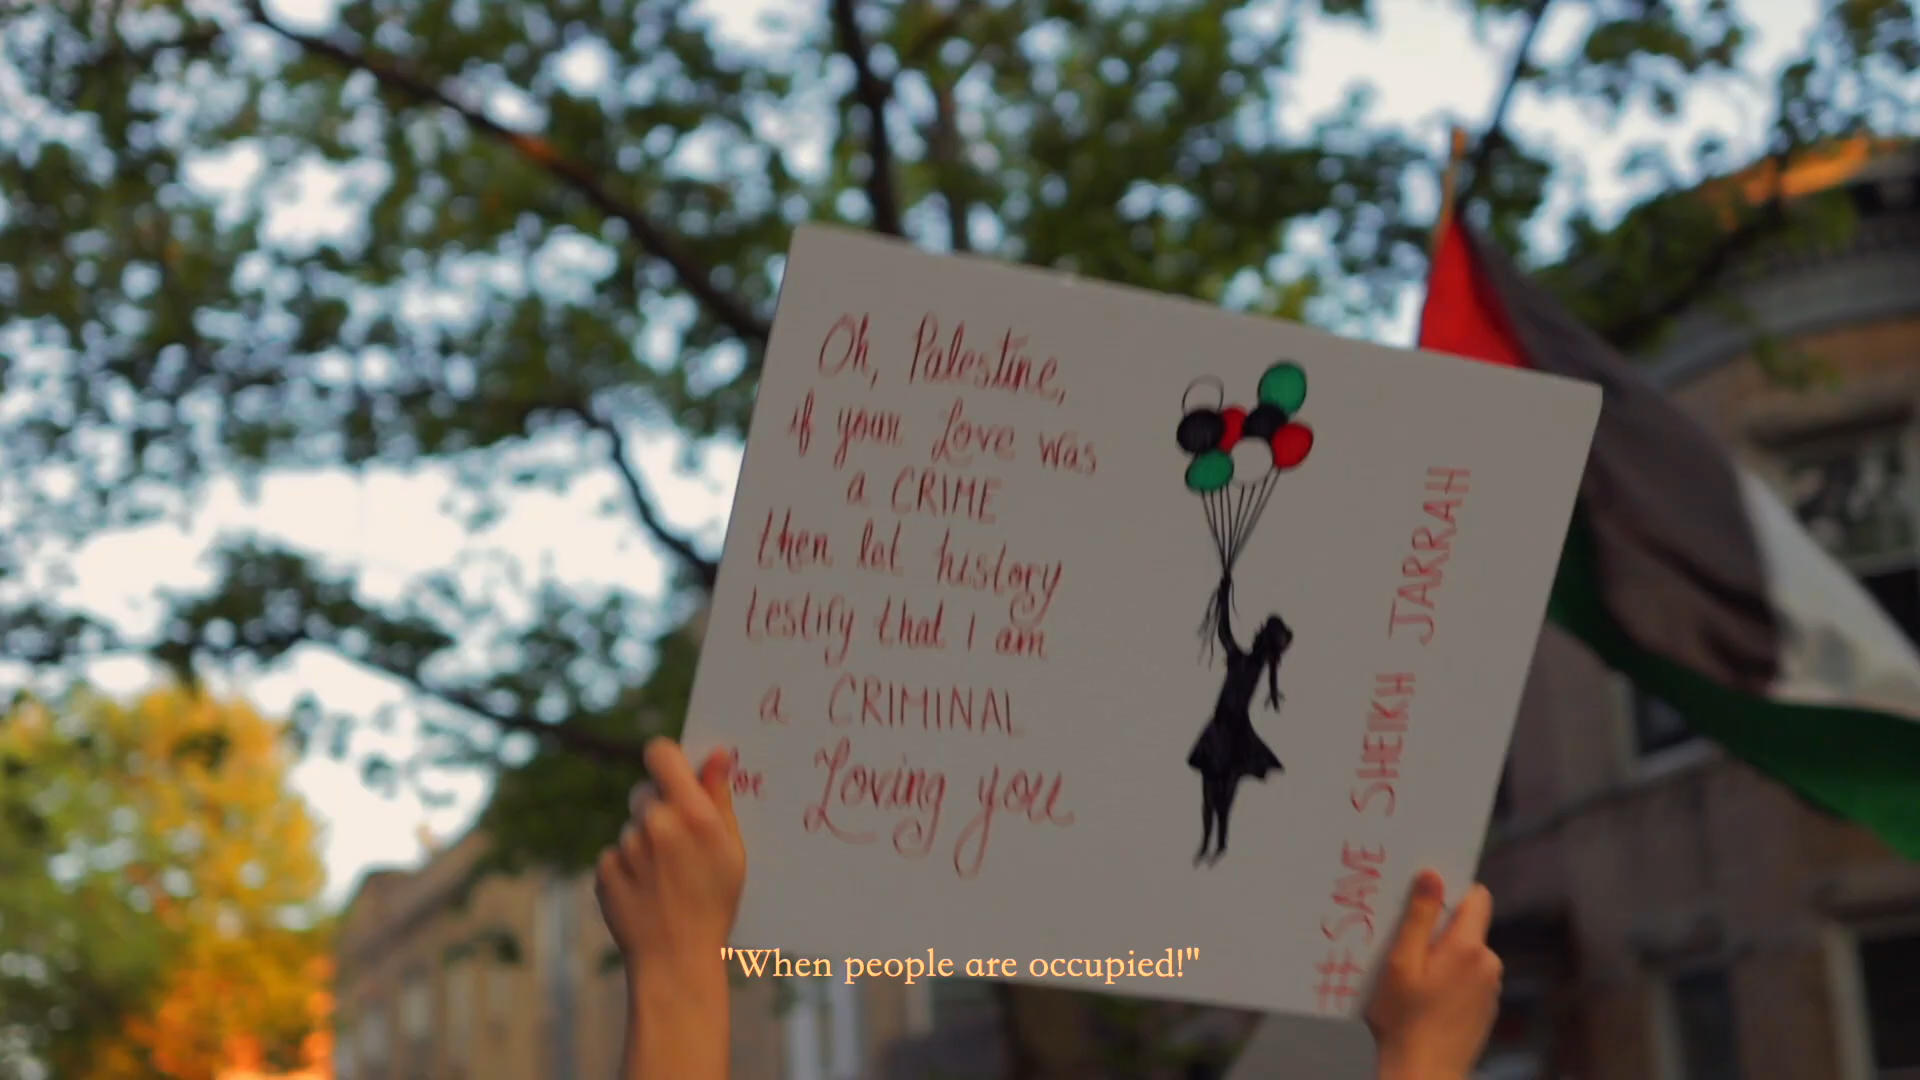 Oh, Palestine,
if your Love was
a CRIME
then let history
testify that I am
a CRIMINAL
for Loving you
#SAVE SHEIKH JARRAH
"When people are occupied!"